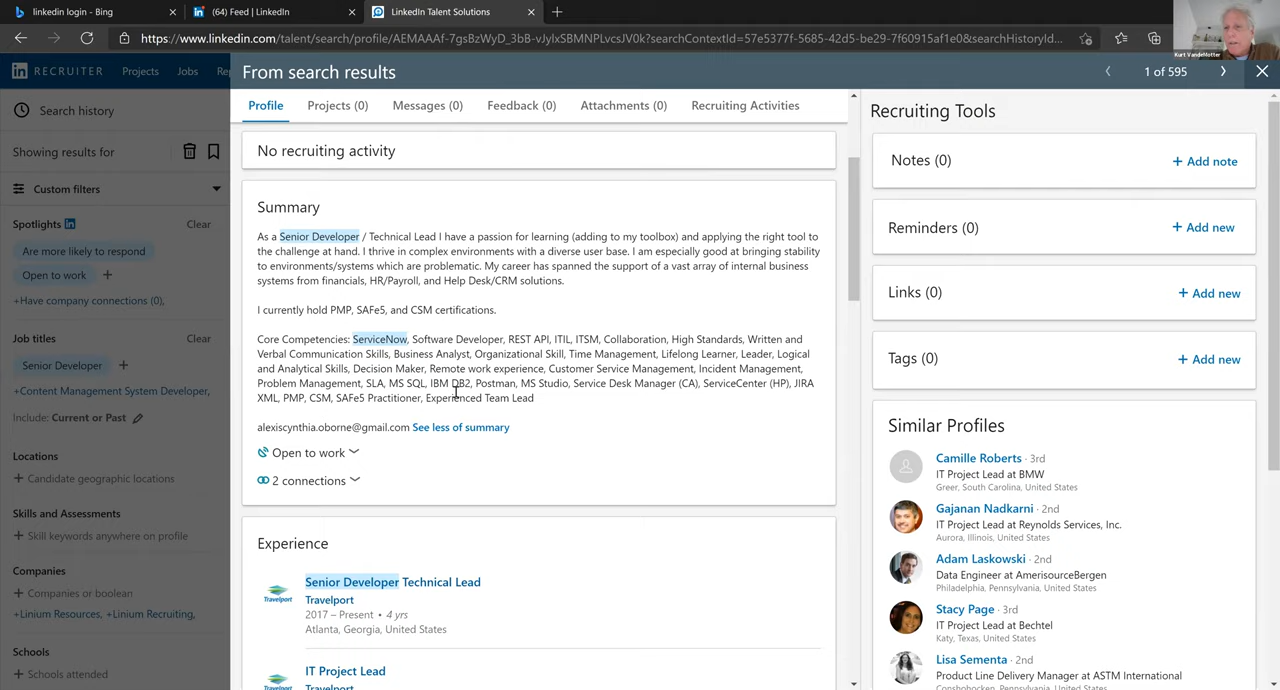 linkedin login - Bing
(64) Feed | LinkedIn
LinkedIn Talent Solutions
https://www.linkedin.com/talent/search/profile/AEMAAAf-7gsBzWyD_3bB-vJylxSBMNPLvcsJV0k?searchContextId=57e5377f-5685-42d5-be29-7f60915af1e0&searchHistoryId...
Kurt VandeMotter
RECRUITER
Projects
Jobs
Rep
From search results
1 of 595
Search history
Showing results for
Custom filters
Spotlights
Clear
Are more likely to respond
Open to work
+Have company connections (0),
Job titles
Clear
Senior Developer
+Content Management System Developer,
Include: Current or Past
Locations
+ Candidate geographic locations
Skills and Assessments
+ Skill keywords anywhere on profile
Companies
+ Companies or boolean
+Linium Resources, +Linium Recruiting,
Schools
+ Schools attended
Profile
Projects (0)
Messages (0)
Feedback (0)
Attachments (0)
Recruiting Activities
No recruiting activity
Summary
As a Senior Developer / Technical Lead I have a passion for learning (adding to my toolbox) and applying the right tool to
the challenge at hand. I thrive in complex environments with a diverse user base. I am especially good at bringing stability
to environments/systems which are problematic. My career has spanned the support of a vast array of internal business
systems from financials, HR/Payroll, and Help Desk/CRM solutions.
I currently hold PMP, SAFe5, and CSM certifications.
Core Competencies: ServiceNow, Software Developer, REST API, ITIL, ITSM, Collaboration, High Standards, Written and
Verbal Communication Skills, Business Analyst, Organizational Skill, Time Management, Lifelong Learner, Leader, Logical
and Analytical Skills, Decision Maker, Remote work experience, Customer Service Management, Incident Management,
Problem Management, SLA, MS SQL, IBM DB2, Postman, MS Studio, Service Desk Manager (CA), ServiceCenter (HP), JIRA
XML, PMP, CSM, SAFe5 Practitioner, Experienced Team Lead
alexiscynthia.oborne@gmail.com See less of summary
Open to work
2 connections
Experience
Travelport
Senior Developer Technical Lead
Travelport
2017 – Present • 4 yrs
Atlanta, Georgia, United States
IT Project Lead
Travelport
Recruiting Tools
Notes (0)
+ Add note
Reminders (0)
+ Add new
Links (0)
+ Add new
Tags (0)
+ Add new
Similar Profiles
Camille Roberts · 3rd
IT Project Lead at BMW
Greer, South Carolina, United States
Gajanan Nadkarni · 2nd
IT Project Lead at Reynolds Services, Inc.
Aurora, Illinois, United States
Adam Laskowski · 2nd
Data Engineer at AmerisourceBergen
Philadelphia, Pennsylvania, United States
Stacy Page · 3rd
IT Project Lead at Bechtel
Katy, Texas, United States
Lisa Sementa · 2nd
Product Line Delivery Manager at ASTM International
Conshohocken, Pennsylvania, United States